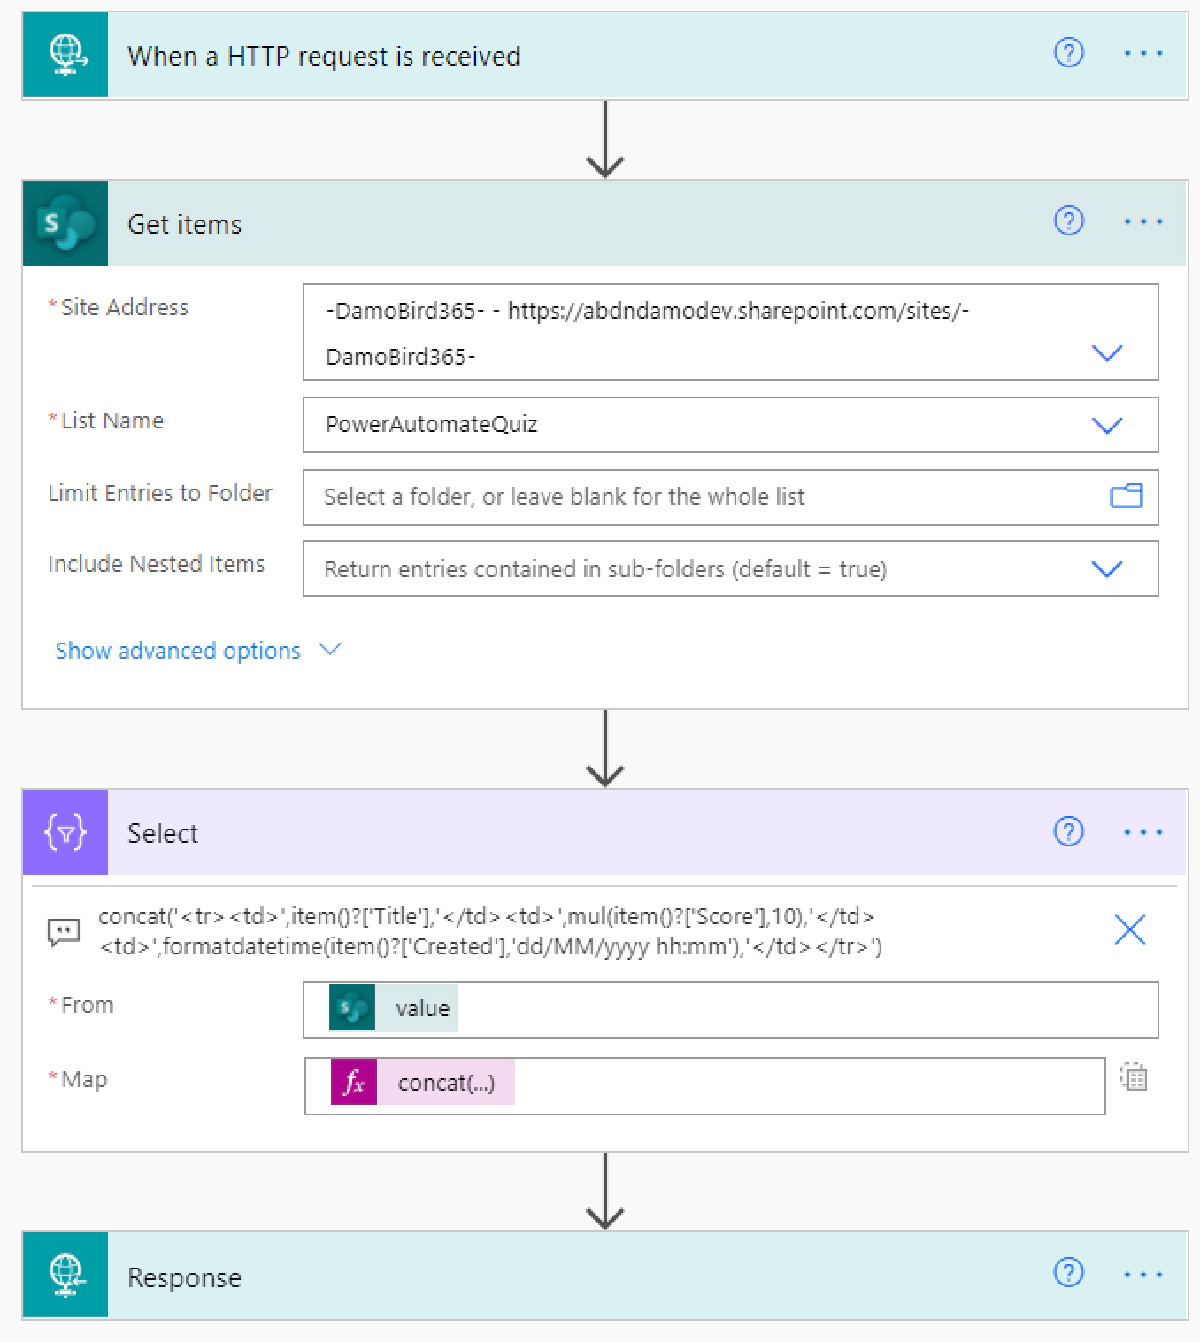 When a HTTP request is received
Get items
* Site Address
-DamoBird365- - https://abdndamodev.sharepoint.com/sites/-
DamoBird365-
* List Name
PowerAutomateQuiz
Limit Entries to Folder
Select a folder, or leave blank for the whole list
Include Nested Items
Return entries contained in sub-folders (default = true)
Show advanced options
Select
concat('<tr><td>',item()?['Title'],'</td><td>',mul(item()?['Score'],10),'</td>
<td>',formatdatetime(item()?['Created'],'dd/MM/yyyy hh:mm'),'</td></tr>')
* From
value
* Map
fx concat(...)
Response